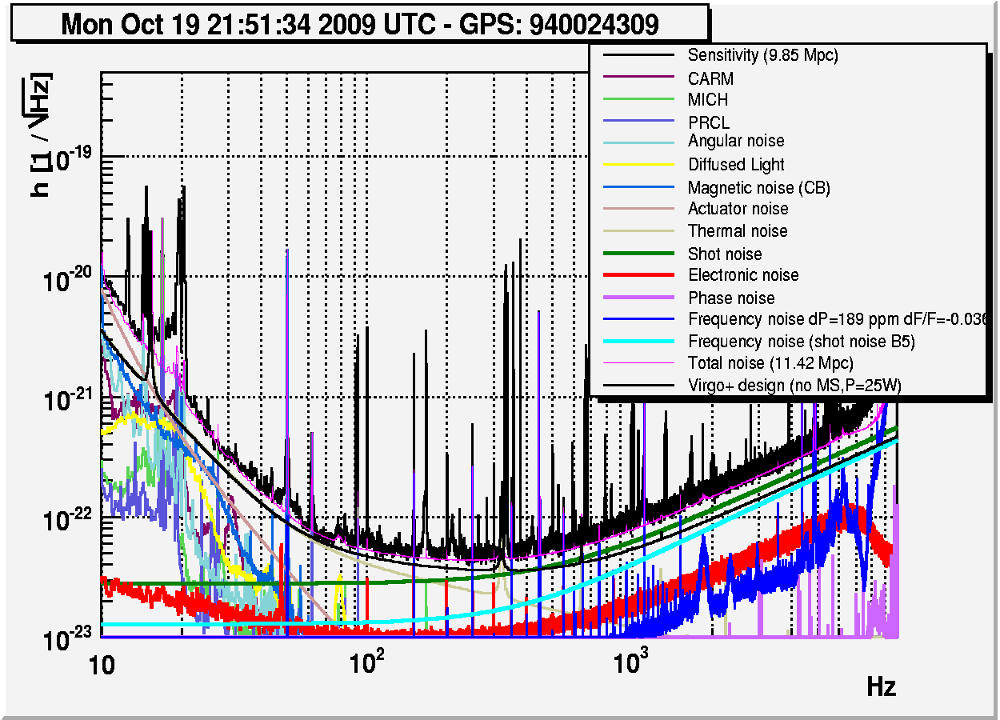 Mon Oct 19 21:51:34 2009 UTC - GPS: 940024309
h [1 / √Hz]
Sensitivity (9.85 Mpc)
CARM
MICH
PRCL
Angular noise
Diffused Light
Magnetic noise (CB)
Actuator noise
Thermal noise
Shot noise
Electronic noise
Phase noise
Frequency noise dP=189 ppm dF/F=-0.036
Frequency noise (shot noise B5)
Total noise (11.42 Mpc)
Virgo+ design (no MS,P=25W)
10^-19
10^-20
10^-21
10^-22
10^-23
10
10^2
10^3
Hz